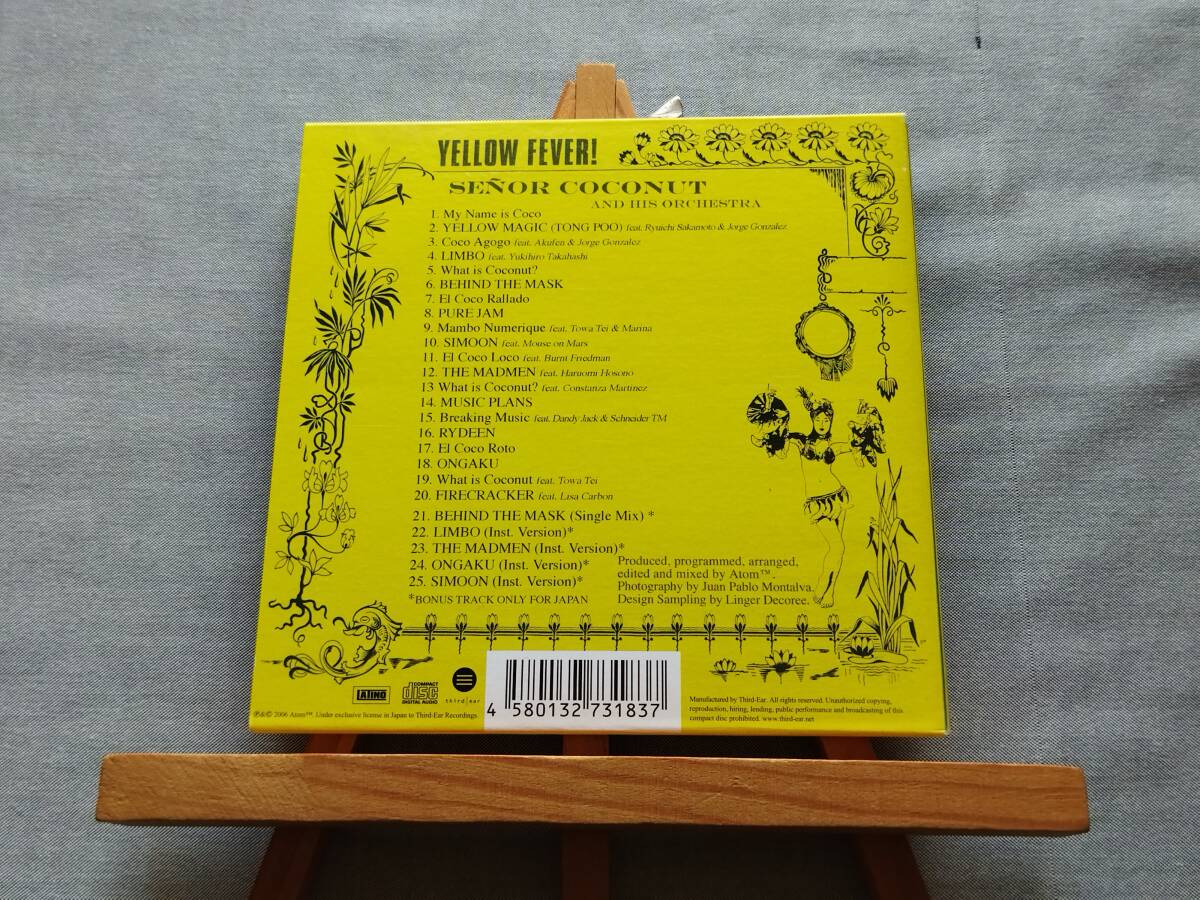 YELLOW FEVER!
SEÑOR COCONUT
AND HIS ORCHESTRA
1. My Name is Coco
2. YELLOW MAGIC (TONG POO) feat. Ryuichi Sakamoto & Jorge Gonzalez
3. Coco Agogo feat. Akufen & Jorge Gonzalez
4. LIMBO feat. Yukihiro Takahashi
5. What is Coconut?
6. BEHIND THE MASK
7. El Coco Rallado
8. PURE JAM
9. Mambo Numerique feat. Towa Tei & Marina
10. SIMOON feat. Mouse on Mars
11. El Coco Loco feat. Burnt Friedman
12. THE MADMEN feat. Haruomi Hosono
13 What is Coconut? feat. Constanza Martinez
14. MUSIC PLANS
15. Breaking Music feat. Dandy Jack & Schneider TM
16. RYDEEN
17. El Coco Roto
18. ONGAKU
19. What is Coconut feat. Towa Tei
20. FIRECRACKER feat. Lisa Carbon
21. BEHIND THE MASK (Single Mix) *
22. LIMBO (Inst. Version)*
23. THE MADMEN (Inst. Version)*
24. ONGAKU (Inst. Version)*
25. SIMOON (Inst. Version)*
*BONUS TRACK ONLY FOR JAPAN
Produced, programmed, arranged,
edited and mixed by Atom™.
Photography by Juan Pablo Montalva.
Design Sampling by Linger Decoree.
LATINO
COMPACT
disc
DIGITAL AUDIO
third|ear
4 580132 731837
℗&© 2006 Atom™. Under exclusive license in Japan to Third-Ear Recordings.
Manufactured by Third-Ear. All rights reserved. Unauthorized copying,
reproduction, hiring, lending, public performance and broadcasting of this
compact disc prohibited. www.third-ear.net